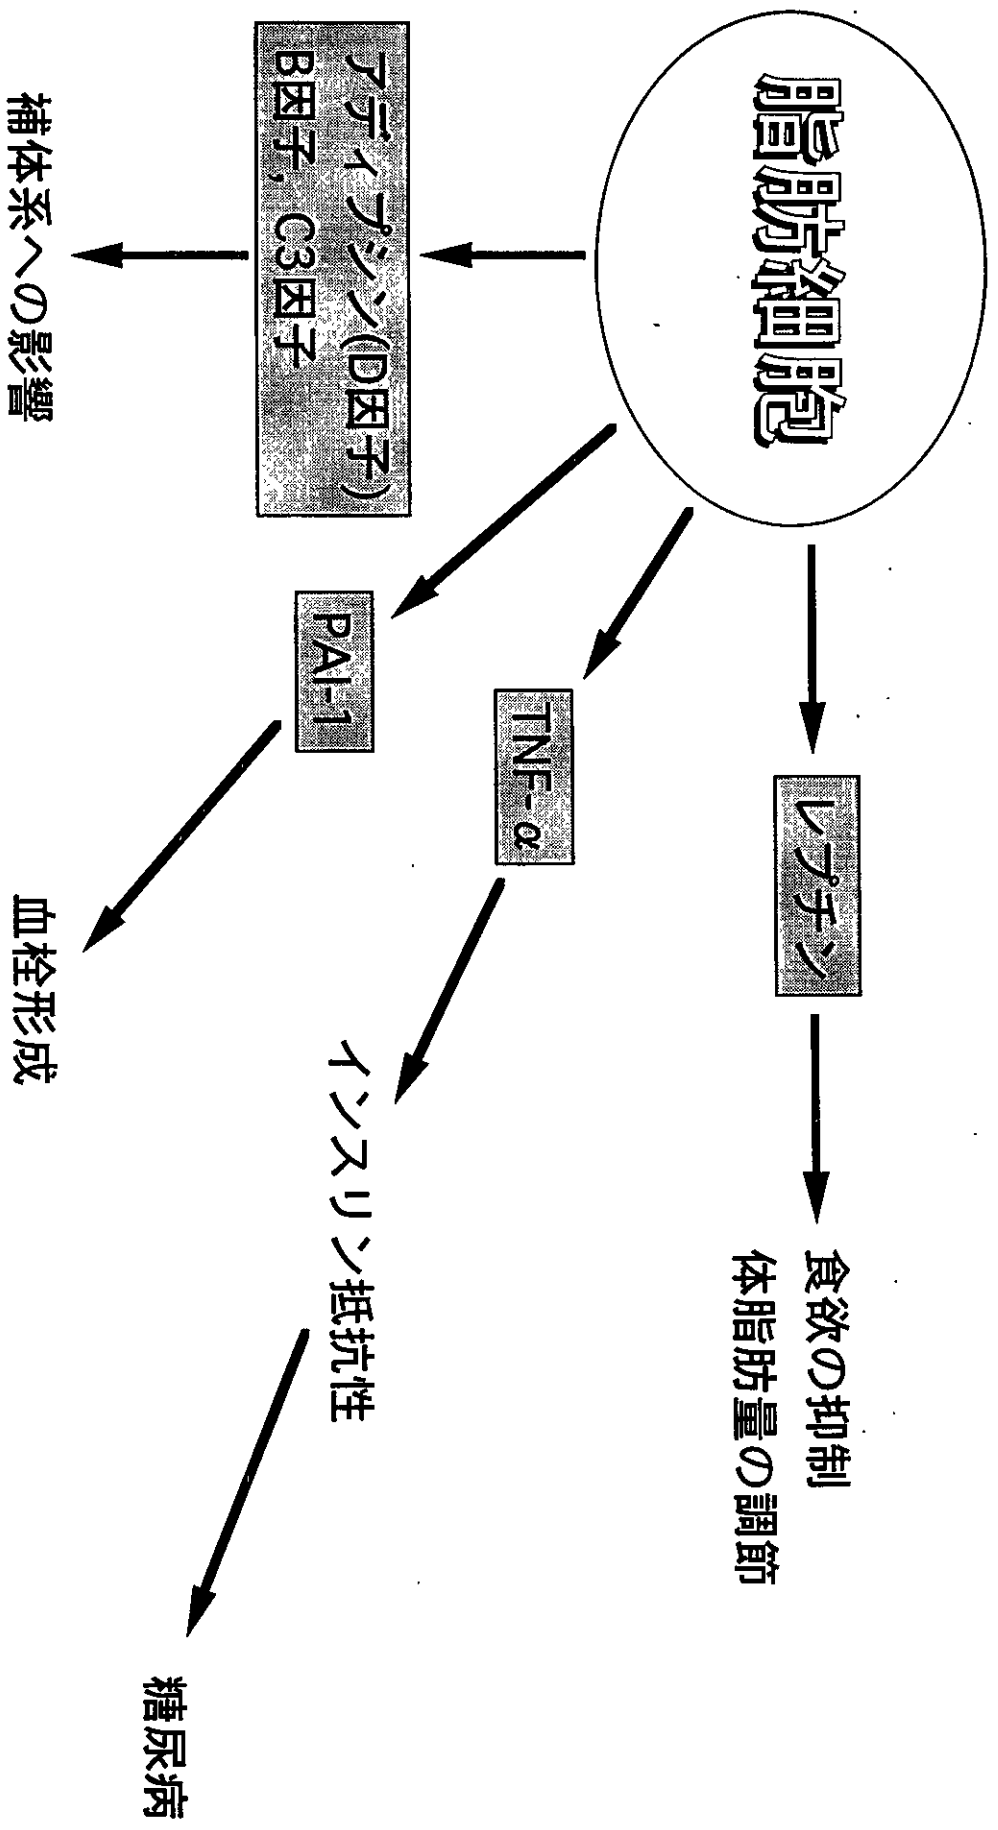 脂肪細胞
レプチン
食欲の抑制
体脂肪量の調節
TNF-α
インスリン抵抗性
糖尿病
PAI-1
血栓形成
アディプシン(D因子)
B因子, C3因子
補体系への影響